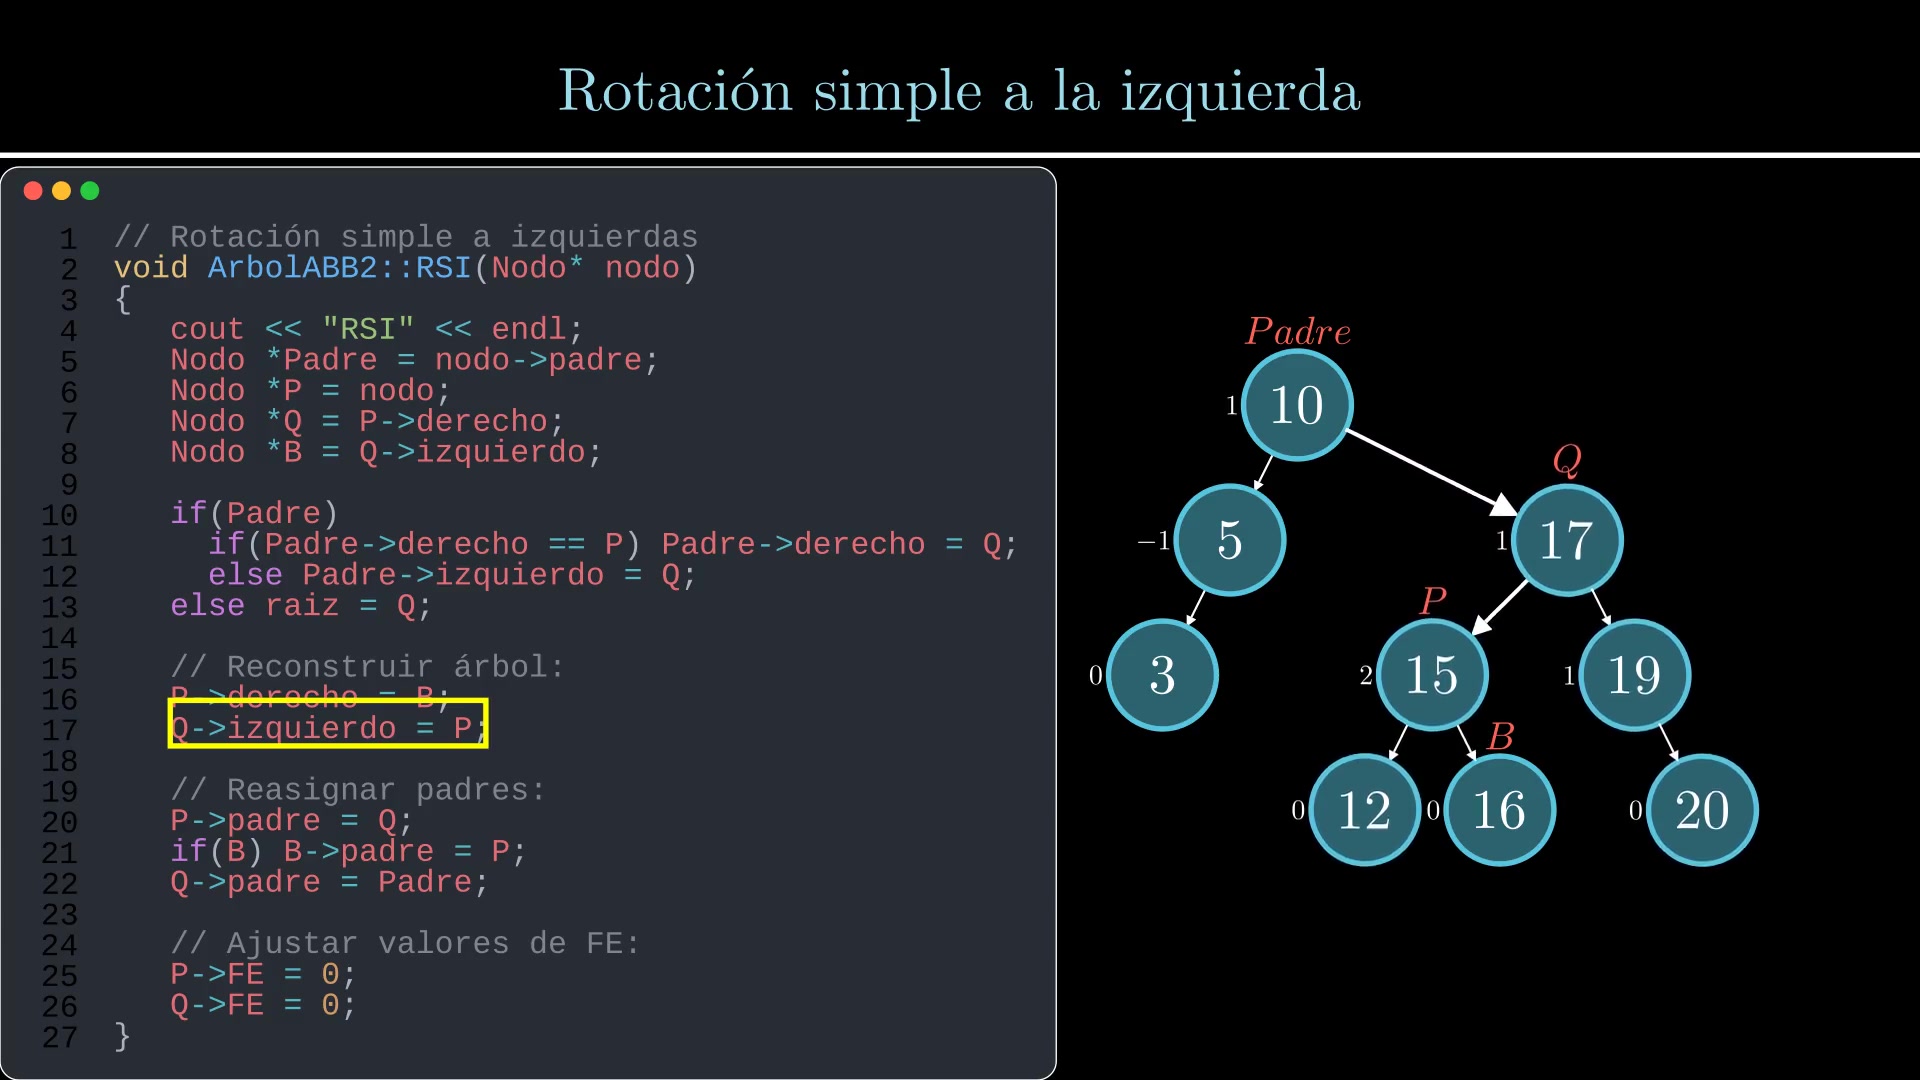 Rotación simple a la izquierda
1 // Rotación simple a izquierdas
2 void ArbolABB2::RSI(Nodo* nodo)
3 {
4 cout << "RSI" << endl;
5 Nodo *Padre = nodo->padre;
6 Nodo *P = nodo;
7 Nodo *Q = P->derecho;
8 Nodo *B = Q->izquierdo;
9
10 if(Padre)
11 if(Padre->derecho == P) Padre->derecho = Q;
12 else Padre->izquierdo = Q;
13 else raiz = Q;
14
15 // Reconstruir árbol:
16 P->derecho = B;
17 Q->izquierdo = P;
18
19 // Reasignar padres:
20 P->padre = Q;
21 if(B) B->padre = P;
22 Q->padre = Padre;
23
24 // Ajustar valores de FE:
25 P->FE = 0;
26 Q->FE = 0;
27 }
Padre
1 10
Q
−1 5 1 17
P
0 3 2 15 1 19
B
0 12 0 16 0 20